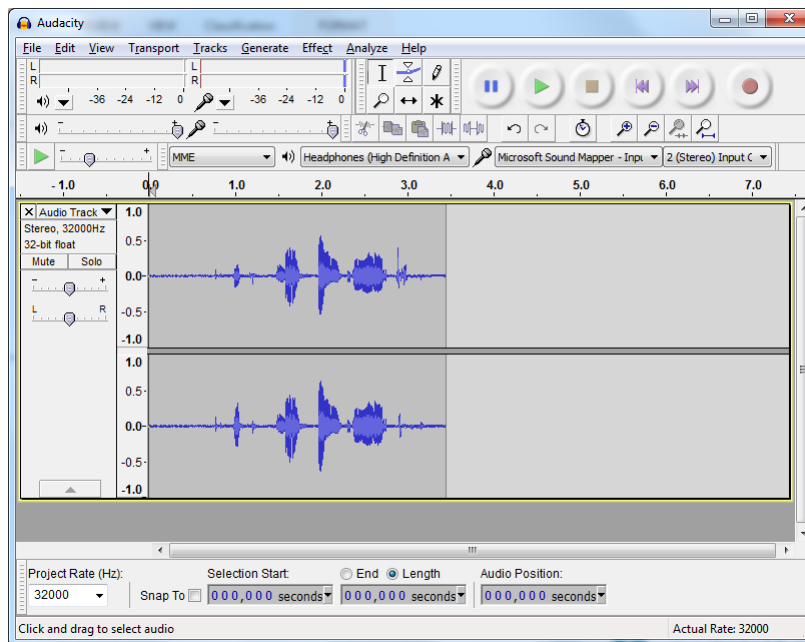 Audacity
File Edit View Transport Tracks Generate Effect Analyze Help
L L
R R
-36 -24 -12 0 -36 -24 -12 0
MME Headphones (High Definition A Microsoft Sound Mapper - Inpu 2 (Stereo) Input C
- 1.0 0.0 1.0 2.0 3.0 4.0 5.0 6.0 7.0
X Audio Track 1.0
Stereo, 32000Hz
32-bit float 0.5
Mute Solo
- + 0.0
L R -0.5
-1.0
1.0
0.5
0.0
-0.5
-1.0
Project Rate (Hz): Selection Start: End Length Audio Position:
32000 Snap To 000,000 seconds 000,000 seconds 000,000 seconds
Click and drag to select audio Actual Rate: 32000